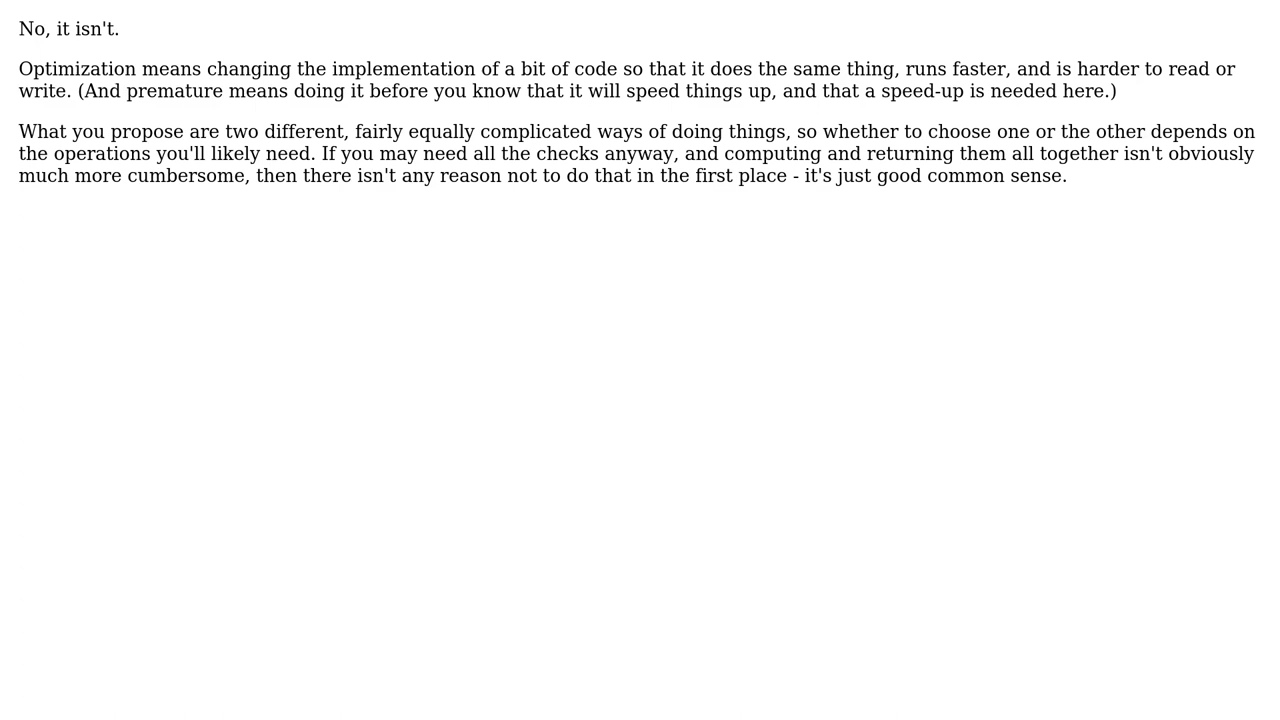 No, it isn't.
Optimization means changing the implementation of a bit of code so that it does the same thing, runs faster, and is harder to read or
write. (And premature means doing it before you know that it will speed things up, and that a speed-up is needed here.)
What you propose are two different, fairly equally complicated ways of doing things, so whether to choose one or the other depends on
the operations you'll likely need. If you may need all the checks anyway, and computing and returning them all together isn't obviously
much more cumbersome, then there isn't any reason not to do that in the first place - it's just good common sense.